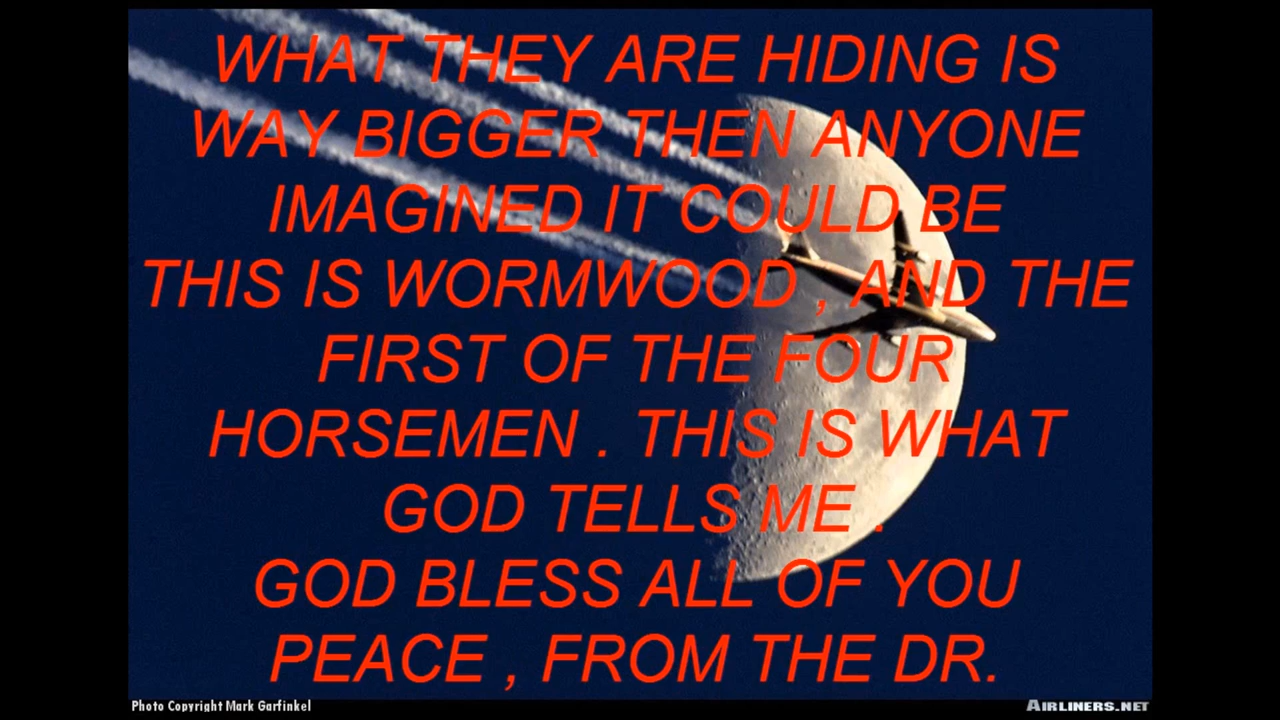 WHAT THEY ARE HIDING IS
WAY BIGGER THEN ANYONE
IMAGINED IT COULD BE
THIS IS WORMWOOD , AND THE
FIRST OF THE FOUR
HORSEMEN . THIS IS WHAT
GOD TELLS ME .
GOD BLESS ALL OF YOU
PEACE , FROM THE DR.
Photo Copyright Mark Garfinkel
AIRLINERS.NET